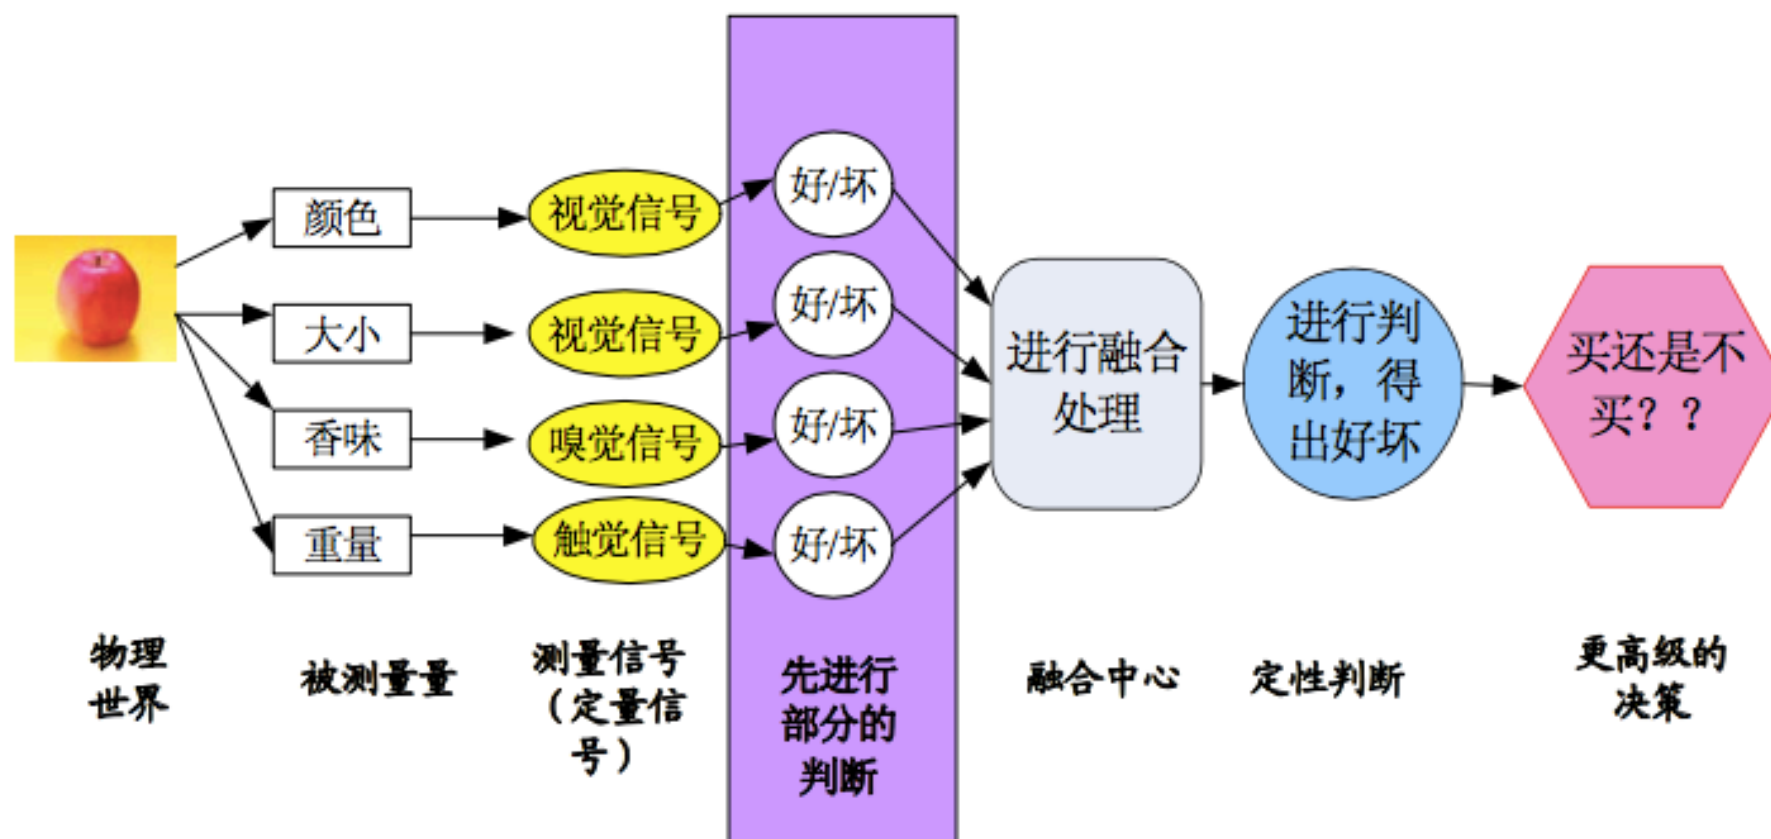 颜色
视觉信号
好/坏
大小
视觉信号
好/坏
香味
嗅觉信号
好/坏
重量
触觉信号
好/坏
进行融合
处理
进行判
断，得
出好坏
买还是不
买？？
物理
世界
被测量量
测量信号
（定量信
号）
先进行
部分的
判断
融合中心
定性判断
更高级的
决策